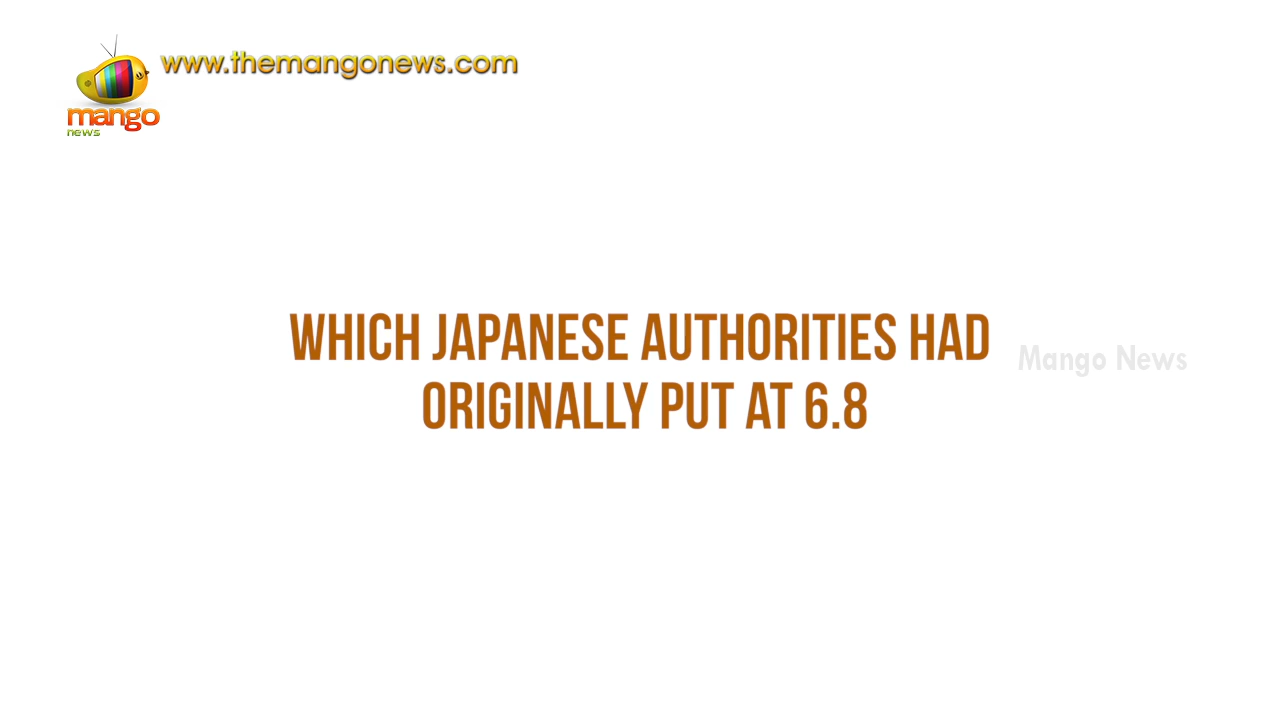 www.themangonews.com
mango
news
WHICH JAPANESE AUTHORITIES HAD
Mango News
ORIGINALLY PUT AT 6.8